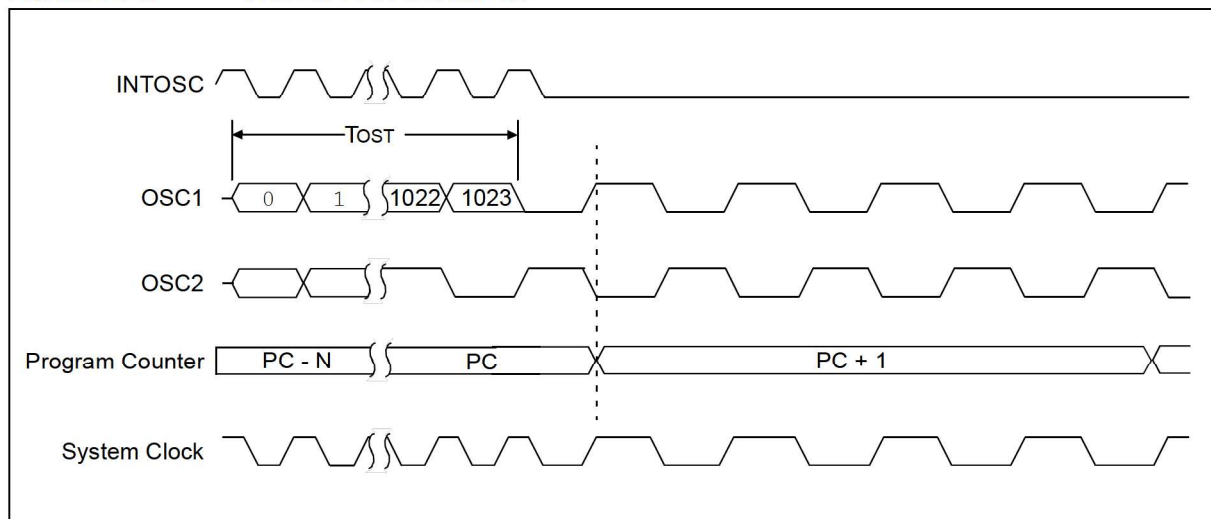 INTOSC
TOST
OSC1 0 1 1022 1023
OSC2
Program Counter PC - N PC PC + 1
System Clock